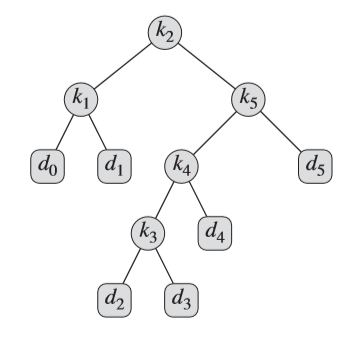 k₂
k₁ k₅
d₀ d₁ k₄ d₅
k₃ d₄
d₂ d₃